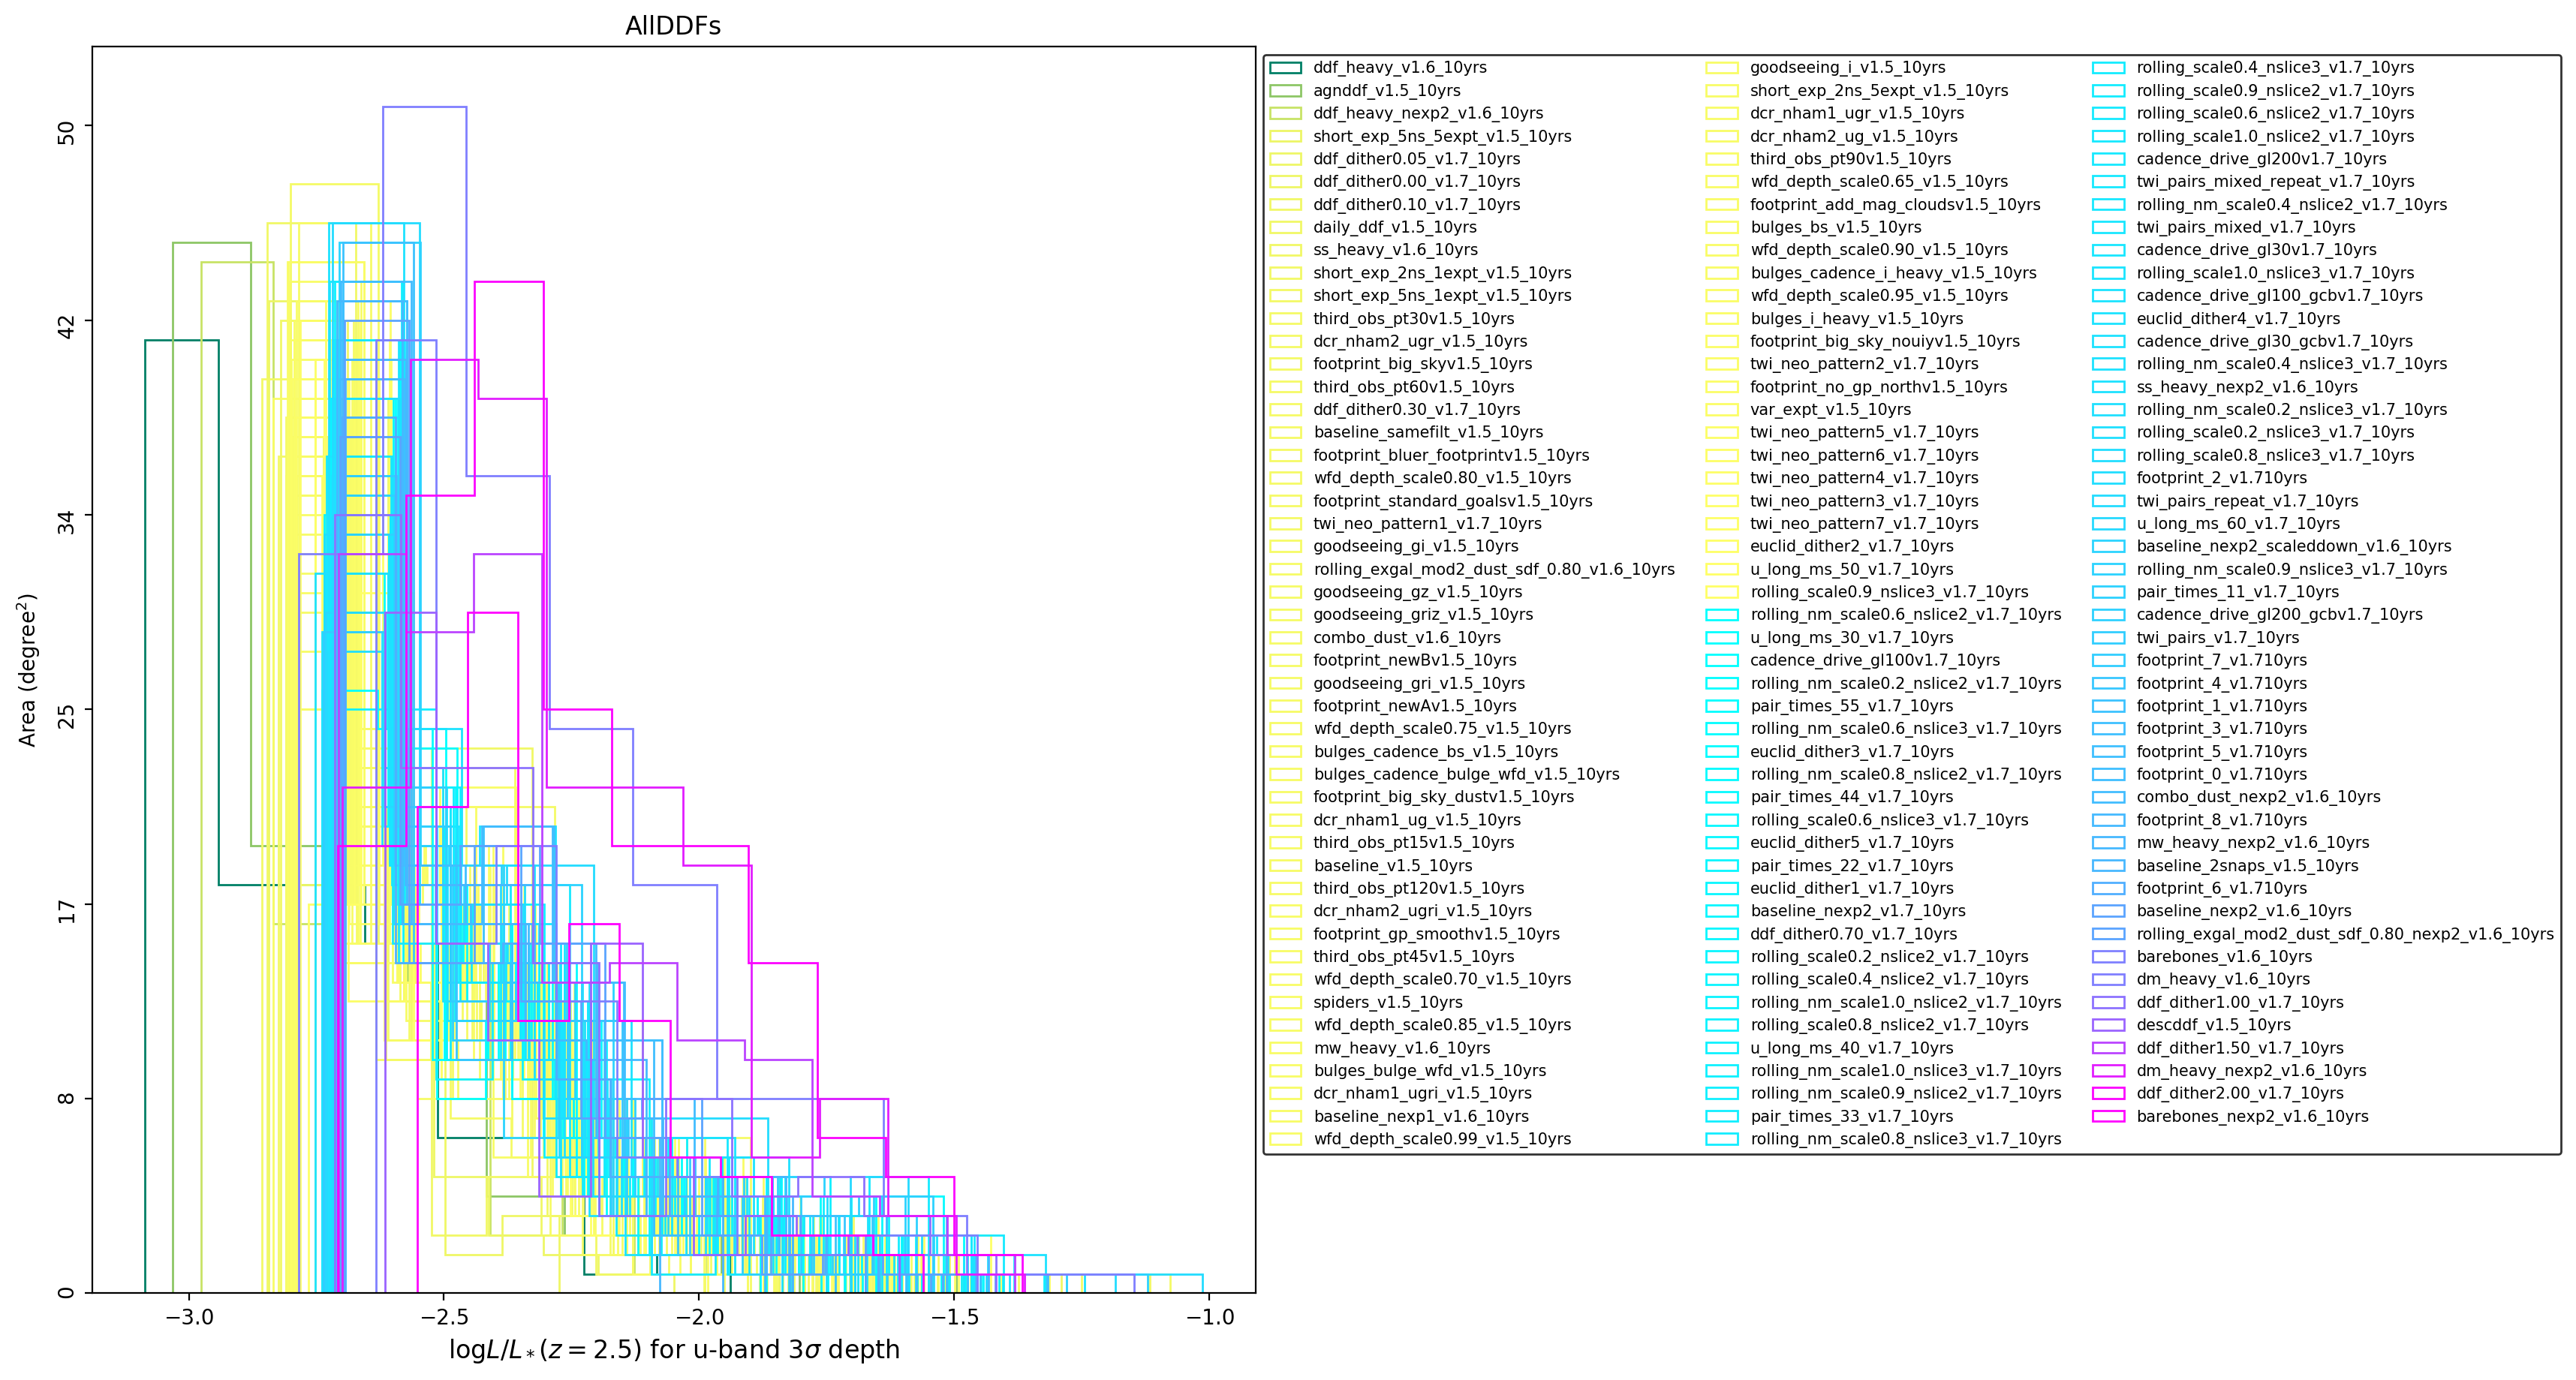 AllDDFs
50
42
34
25
17
8
0
Area (degree²)
−3.0 −2.5 −2.0 −1.5 −1.0
logL/L*(z = 2.5) for u-band 3σ depth
ddf_heavy_v1.6_10yrs
agnddf_v1.5_10yrs
ddf_heavy_nexp2_v1.6_10yrs
short_exp_5ns_5expt_v1.5_10yrs
ddf_dither0.05_v1.7_10yrs
ddf_dither0.00_v1.7_10yrs
ddf_dither0.10_v1.7_10yrs
daily_ddf_v1.5_10yrs
ss_heavy_v1.6_10yrs
short_exp_2ns_1expt_v1.5_10yrs
short_exp_5ns_1expt_v1.5_10yrs
third_obs_pt30v1.5_10yrs
dcr_nham2_ugr_v1.5_10yrs
footprint_big_skyv1.5_10yrs
third_obs_pt60v1.5_10yrs
ddf_dither0.30_v1.7_10yrs
baseline_samefilt_v1.5_10yrs
footprint_bluer_footprintv1.5_10yrs
wfd_depth_scale0.80_v1.5_10yrs
footprint_standard_goalsv1.5_10yrs
twi_neo_pattern1_v1.7_10yrs
goodseeing_gi_v1.5_10yrs
rolling_exgal_mod2_dust_sdf_0.80_v1.6_10yrs
goodseeing_gz_v1.5_10yrs
goodseeing_griz_v1.5_10yrs
combo_dust_v1.6_10yrs
footprint_newBv1.5_10yrs
goodseeing_gri_v1.5_10yrs
footprint_newAv1.5_10yrs
wfd_depth_scale0.75_v1.5_10yrs
bulges_cadence_bs_v1.5_10yrs
bulges_cadence_bulge_wfd_v1.5_10yrs
footprint_big_sky_dustv1.5_10yrs
dcr_nham1_ug_v1.5_10yrs
third_obs_pt15v1.5_10yrs
baseline_v1.5_10yrs
third_obs_pt120v1.5_10yrs
dcr_nham2_ugri_v1.5_10yrs
footprint_gp_smoothv1.5_10yrs
third_obs_pt45v1.5_10yrs
wfd_depth_scale0.70_v1.5_10yrs
spiders_v1.5_10yrs
wfd_depth_scale0.85_v1.5_10yrs
mw_heavy_v1.6_10yrs
bulges_bulge_wfd_v1.5_10yrs
dcr_nham1_ugri_v1.5_10yrs
baseline_nexp1_v1.6_10yrs
wfd_depth_scale0.99_v1.5_10yrs
goodseeing_i_v1.5_10yrs
short_exp_2ns_5expt_v1.5_10yrs
dcr_nham1_ugr_v1.5_10yrs
dcr_nham2_ug_v1.5_10yrs
third_obs_pt90v1.5_10yrs
wfd_depth_scale0.65_v1.5_10yrs
footprint_add_mag_cloudsv1.5_10yrs
bulges_bs_v1.5_10yrs
wfd_depth_scale0.90_v1.5_10yrs
bulges_cadence_i_heavy_v1.5_10yrs
wfd_depth_scale0.95_v1.5_10yrs
bulges_i_heavy_v1.5_10yrs
footprint_big_sky_nouiyv1.5_10yrs
twi_neo_pattern2_v1.7_10yrs
footprint_no_gp_northv1.5_10yrs
var_expt_v1.5_10yrs
twi_neo_pattern5_v1.7_10yrs
twi_neo_pattern6_v1.7_10yrs
twi_neo_pattern4_v1.7_10yrs
twi_neo_pattern3_v1.7_10yrs
twi_neo_pattern7_v1.7_10yrs
euclid_dither2_v1.7_10yrs
u_long_ms_50_v1.7_10yrs
rolling_scale0.9_nslice3_v1.7_10yrs
rolling_nm_scale0.6_nslice2_v1.7_10yrs
u_long_ms_30_v1.7_10yrs
cadence_drive_gl100v1.7_10yrs
rolling_nm_scale0.2_nslice2_v1.7_10yrs
pair_times_55_v1.7_10yrs
rolling_nm_scale0.6_nslice3_v1.7_10yrs
euclid_dither3_v1.7_10yrs
rolling_nm_scale0.8_nslice2_v1.7_10yrs
pair_times_44_v1.7_10yrs
rolling_scale0.6_nslice3_v1.7_10yrs
euclid_dither5_v1.7_10yrs
pair_times_22_v1.7_10yrs
euclid_dither1_v1.7_10yrs
baseline_nexp2_v1.7_10yrs
ddf_dither0.70_v1.7_10yrs
rolling_scale0.2_nslice2_v1.7_10yrs
rolling_scale0.4_nslice2_v1.7_10yrs
rolling_nm_scale1.0_nslice2_v1.7_10yrs
rolling_scale0.8_nslice2_v1.7_10yrs
u_long_ms_40_v1.7_10yrs
rolling_nm_scale1.0_nslice3_v1.7_10yrs
rolling_nm_scale0.9_nslice2_v1.7_10yrs
pair_times_33_v1.7_10yrs
rolling_nm_scale0.8_nslice3_v1.7_10yrs
rolling_scale0.4_nslice3_v1.7_10yrs
rolling_scale0.9_nslice2_v1.7_10yrs
rolling_scale0.6_nslice2_v1.7_10yrs
rolling_scale1.0_nslice2_v1.7_10yrs
cadence_drive_gl200v1.7_10yrs
twi_pairs_mixed_repeat_v1.7_10yrs
rolling_nm_scale0.4_nslice2_v1.7_10yrs
twi_pairs_mixed_v1.7_10yrs
cadence_drive_gl30v1.7_10yrs
rolling_scale1.0_nslice3_v1.7_10yrs
cadence_drive_gl100_gcbv1.7_10yrs
euclid_dither4_v1.7_10yrs
cadence_drive_gl30_gcbv1.7_10yrs
rolling_nm_scale0.4_nslice3_v1.7_10yrs
ss_heavy_nexp2_v1.6_10yrs
rolling_nm_scale0.2_nslice3_v1.7_10yrs
rolling_scale0.2_nslice3_v1.7_10yrs
rolling_scale0.8_nslice3_v1.7_10yrs
footprint_2_v1.710yrs
twi_pairs_repeat_v1.7_10yrs
u_long_ms_60_v1.7_10yrs
baseline_nexp2_scaleddown_v1.6_10yrs
rolling_nm_scale0.9_nslice3_v1.7_10yrs
pair_times_11_v1.7_10yrs
cadence_drive_gl200_gcbv1.7_10yrs
twi_pairs_v1.7_10yrs
footprint_7_v1.710yrs
footprint_4_v1.710yrs
footprint_1_v1.710yrs
footprint_3_v1.710yrs
footprint_5_v1.710yrs
footprint_0_v1.710yrs
combo_dust_nexp2_v1.6_10yrs
footprint_8_v1.710yrs
mw_heavy_nexp2_v1.6_10yrs
baseline_2snaps_v1.5_10yrs
footprint_6_v1.710yrs
baseline_nexp2_v1.6_10yrs
rolling_exgal_mod2_dust_sdf_0.80_nexp2_v1.6_10yrs
barebones_v1.6_10yrs
dm_heavy_v1.6_10yrs
ddf_dither1.00_v1.7_10yrs
descddf_v1.5_10yrs
ddf_dither1.50_v1.7_10yrs
dm_heavy_nexp2_v1.6_10yrs
ddf_dither2.00_v1.7_10yrs
barebones_nexp2_v1.6_10yrs